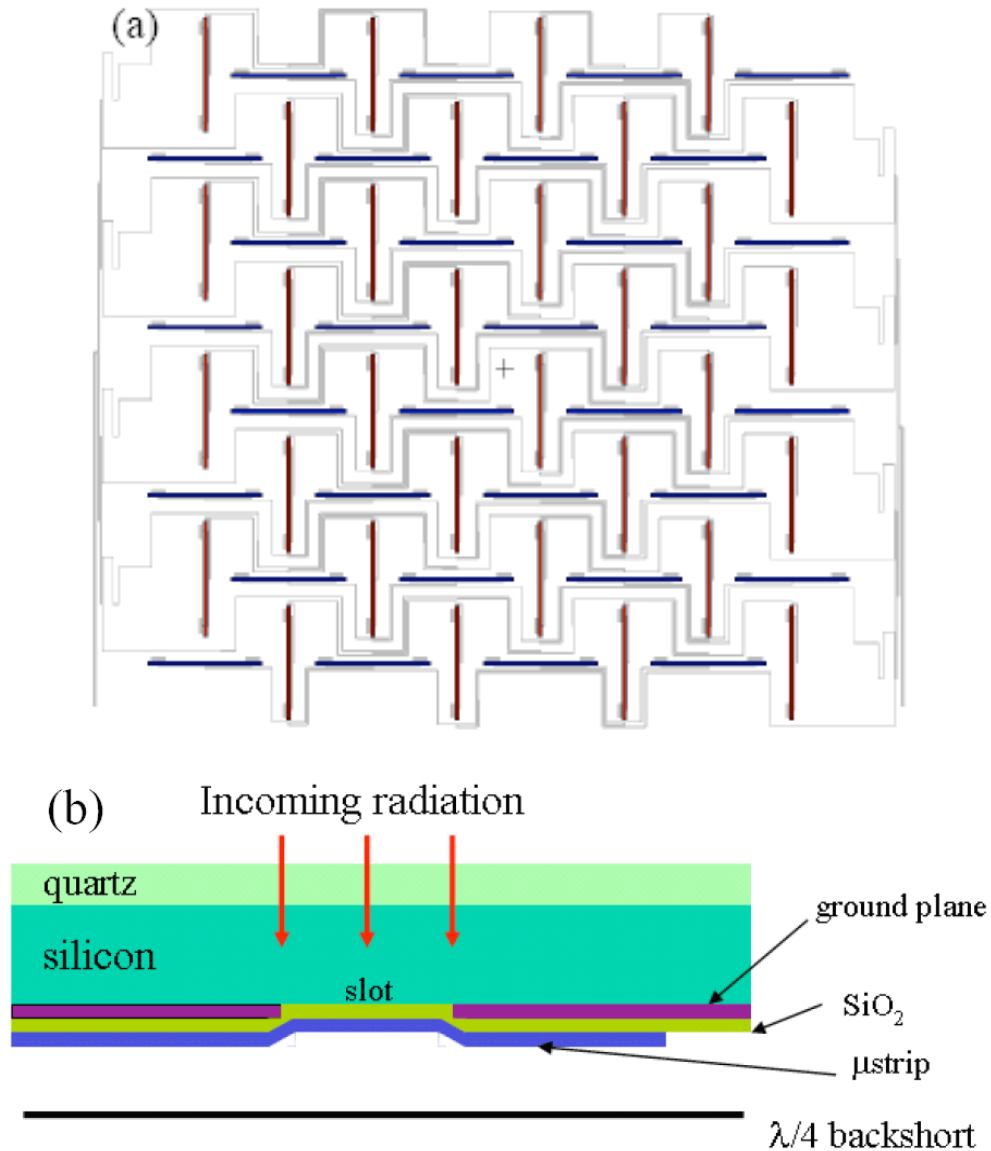 (a)
(b)
Incoming radiation
quartz
silicon
slot
ground plane
SiO₂
μstrip
λ/4 backshort